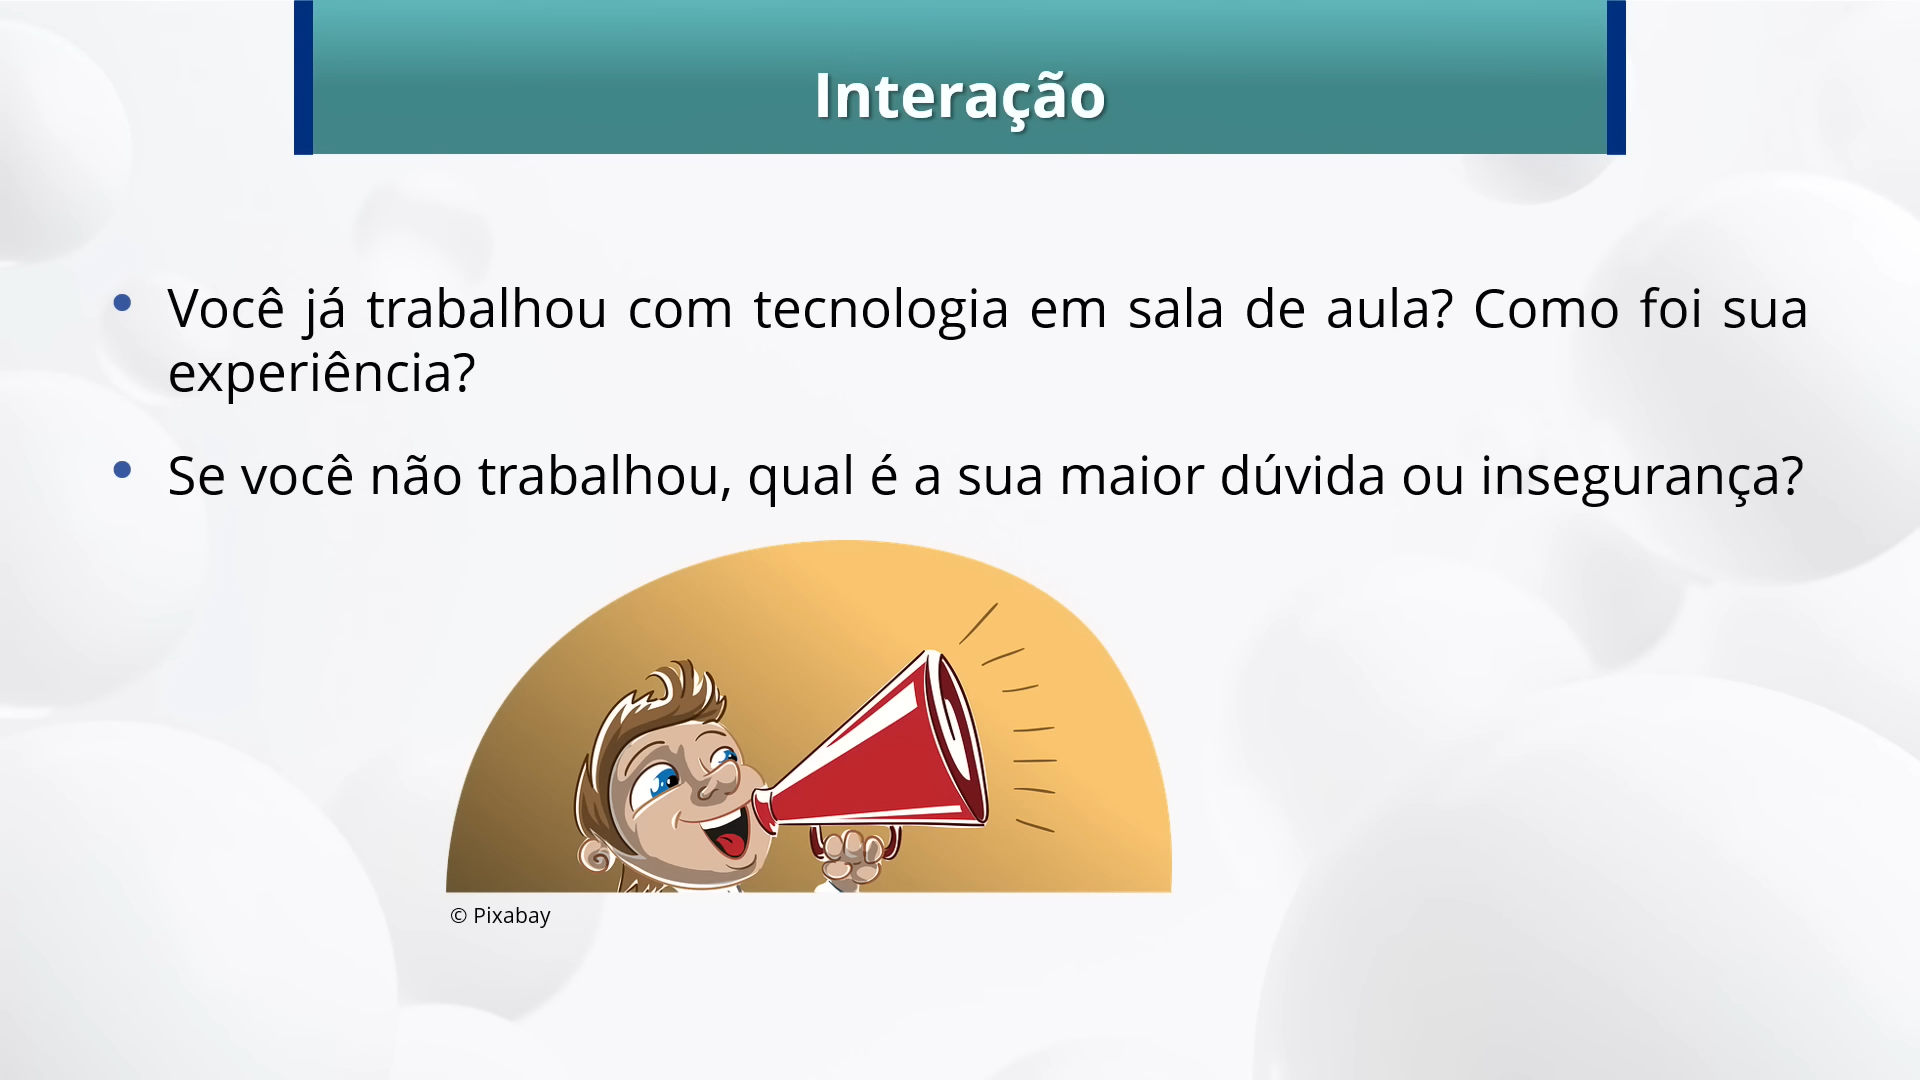 Interação
Você já trabalhou com tecnologia em sala de aula? Como foi sua
experiência?
Se você não trabalhou, qual é a sua maior dúvida ou insegurança?
© Pixabay